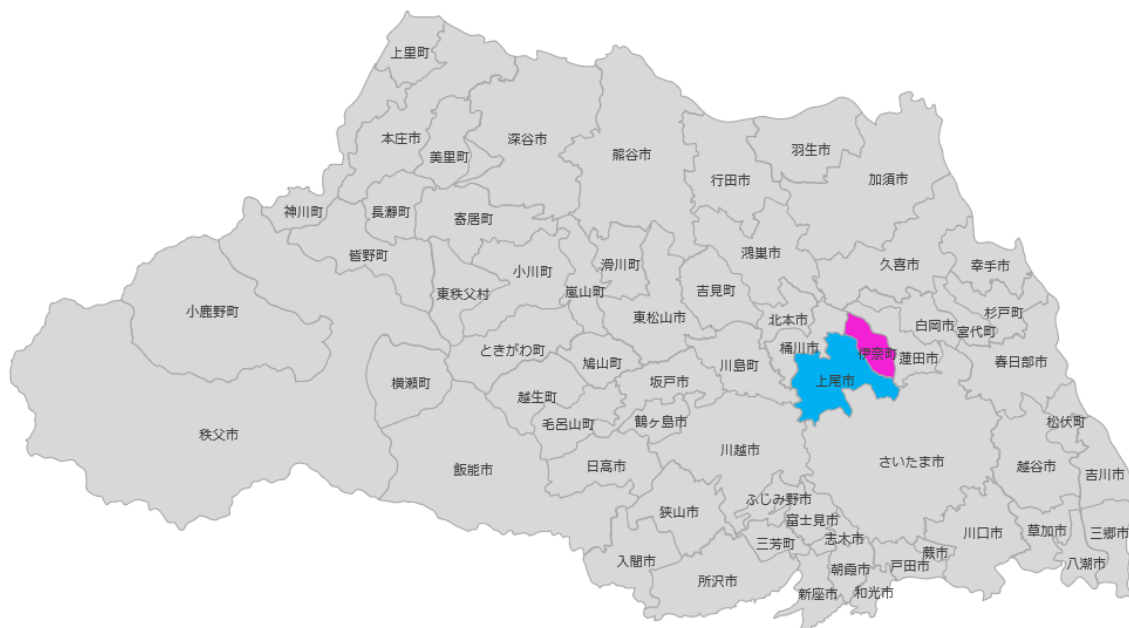 上里町
本庄市
美里町
深谷市
熊谷市
羽生市
行田市
加須市
神川町
長瀞町
寄居町
皆野町
鴻巣市
久喜市
幸手市
小川町
滑川町
嵐山町
吉見町
東秩父村
小鹿野町
東松山市
北本市
白岡市
杉戸町
宮代町
ときがわ町
鳩山町
桶川市
伊奈町
蓮田市
川島町
春日部市
横瀬町
坂戸市
上尾市
越生町
毛呂山町
鶴ヶ島市
松伏町
秩父市
飯能市
日高市
川越市
さいたま市
越谷市
吉川市
ふじみ野市
狭山市
富士見市
三芳町
志木市
川口市
草加市
三郷市
入間市
所沢市
朝霞市
新座市
和光市
戸田市
蕨市
八潮市